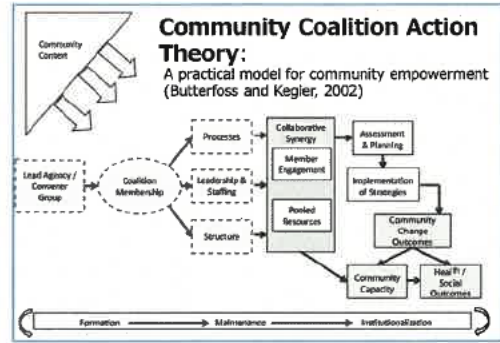 Community
Context
Community Coalition Action
Theory:
A practical model for community empowerment
(Butterfoss and Kegler, 2002)
Lead Agency /
Convener
Group
Coalition
Membership
Processes
Leadership &
Staffing
Structure
Collaborative
Synergy
Member
Engagement
Pooled
Resources
Assessment
& Planning
Implementation
of Strategies
Community
Change
Outcomes
Community
Capacity
Health /
Social
Outcomes
Formation
Maintenance
Institutionalization